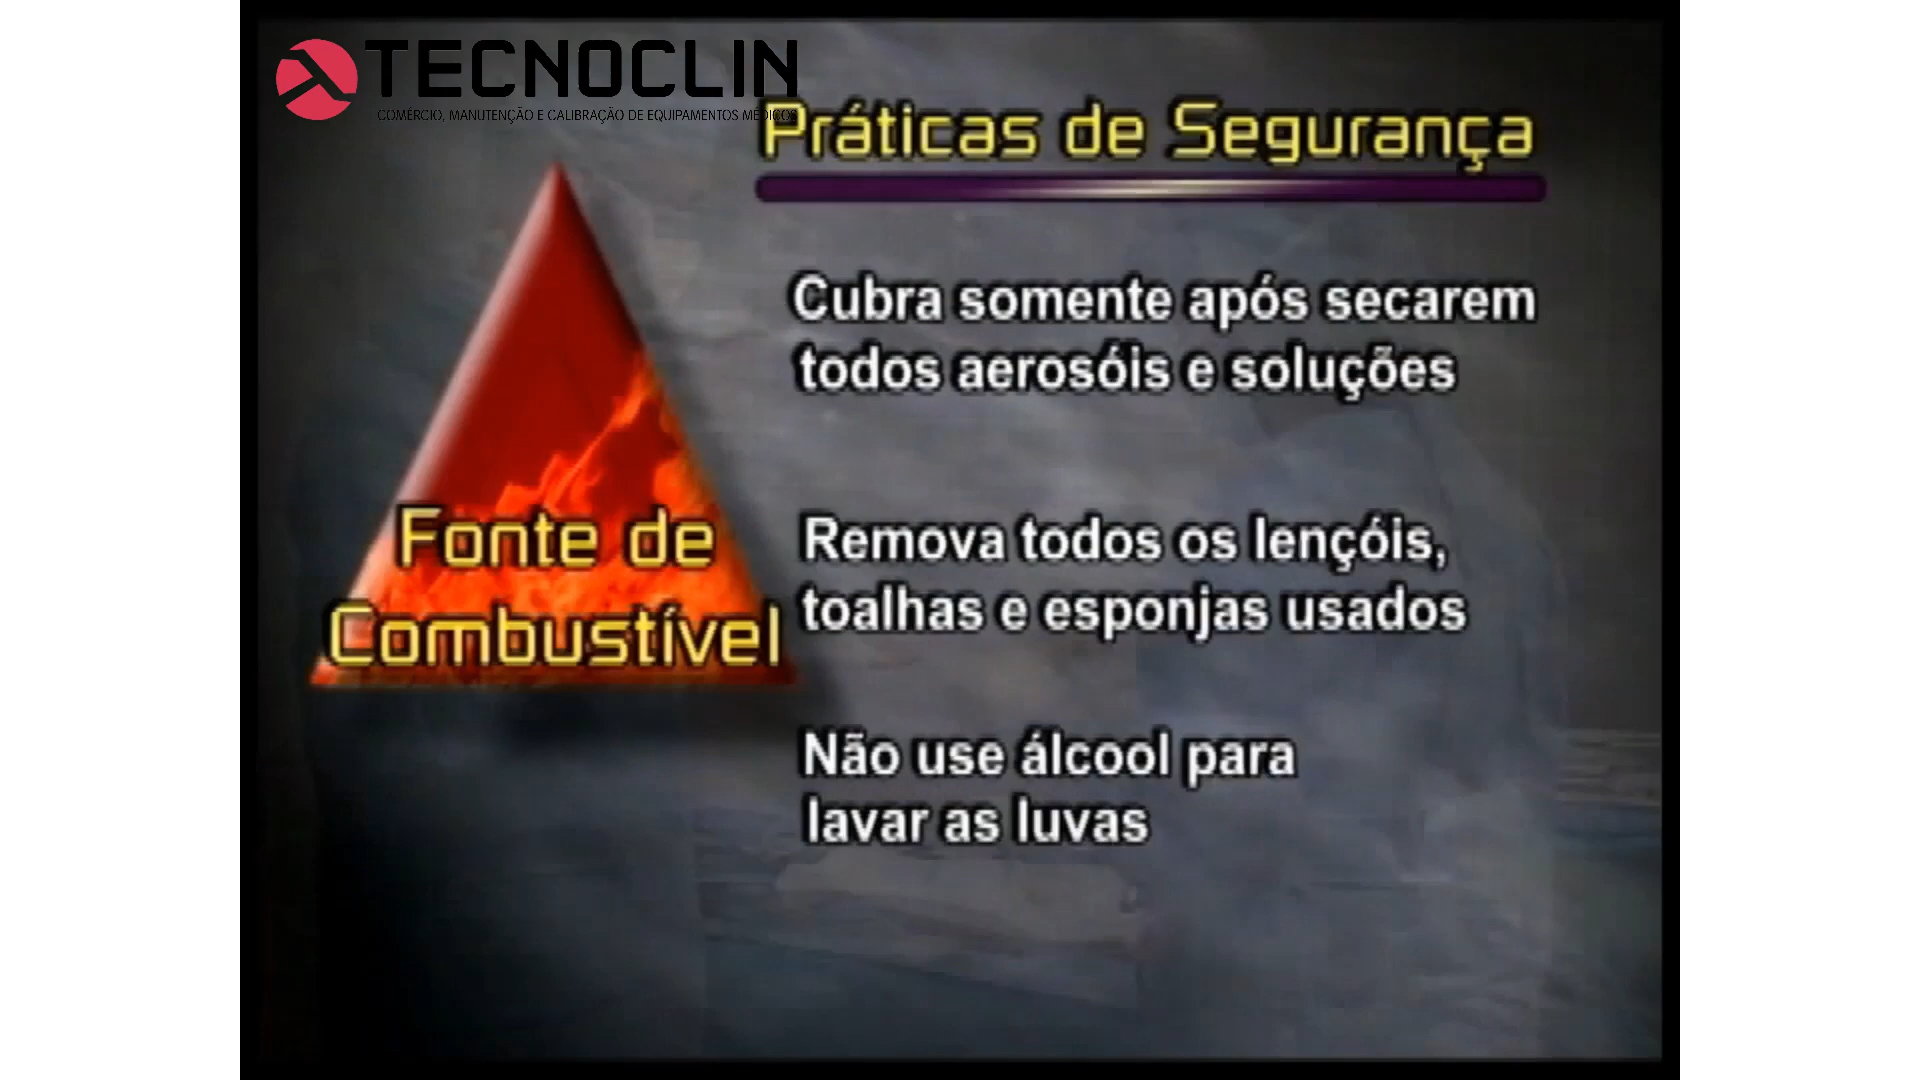 TECNOCLIN
COMÉRCIO, MANUTENÇÃO E CALIBRAÇÃO DE EQUIPAMENTOS MÉDICOS
Práticas de Segurança
Cubra somente após secarem
todos aerosóis e soluções
Fonte de
Combustível
Remova todos os lençóis,
toalhas e esponjas usados
Não use álcool para
lavar as luvas